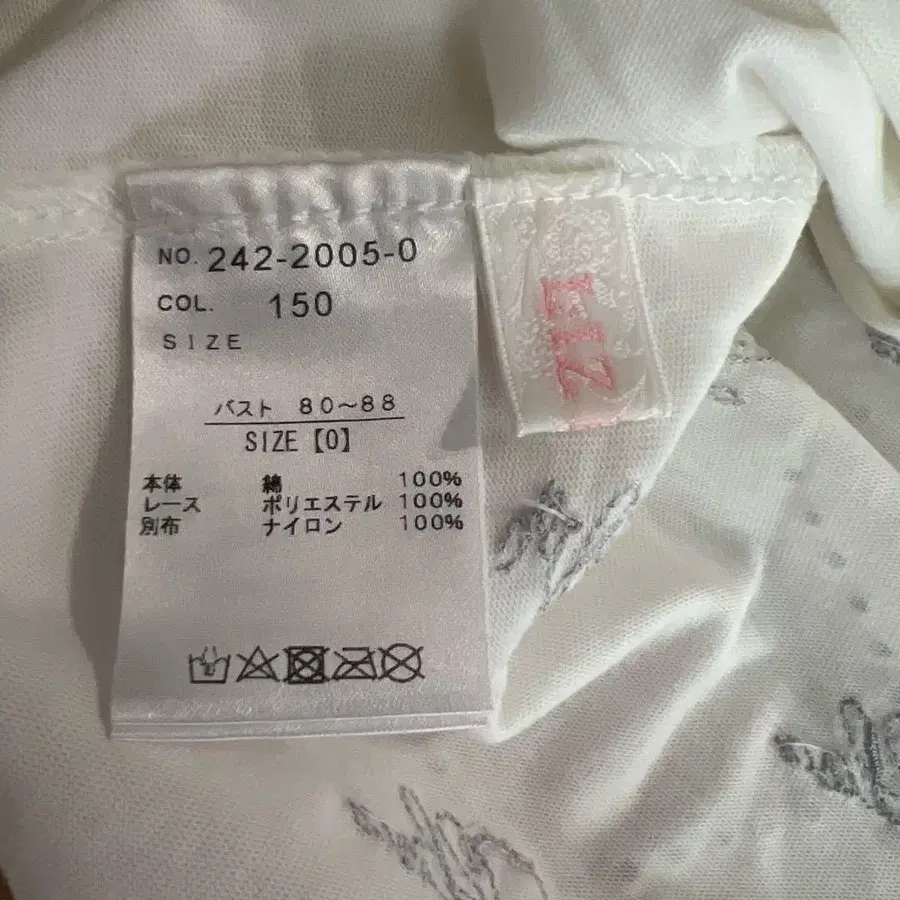 NO. 242-2005-0
COL. 150
SIZE
バスト 80~88
SIZE【0】
本体 綿 100%
レース ポリエステル 100%
別布 ナイロン 100%
LIZ